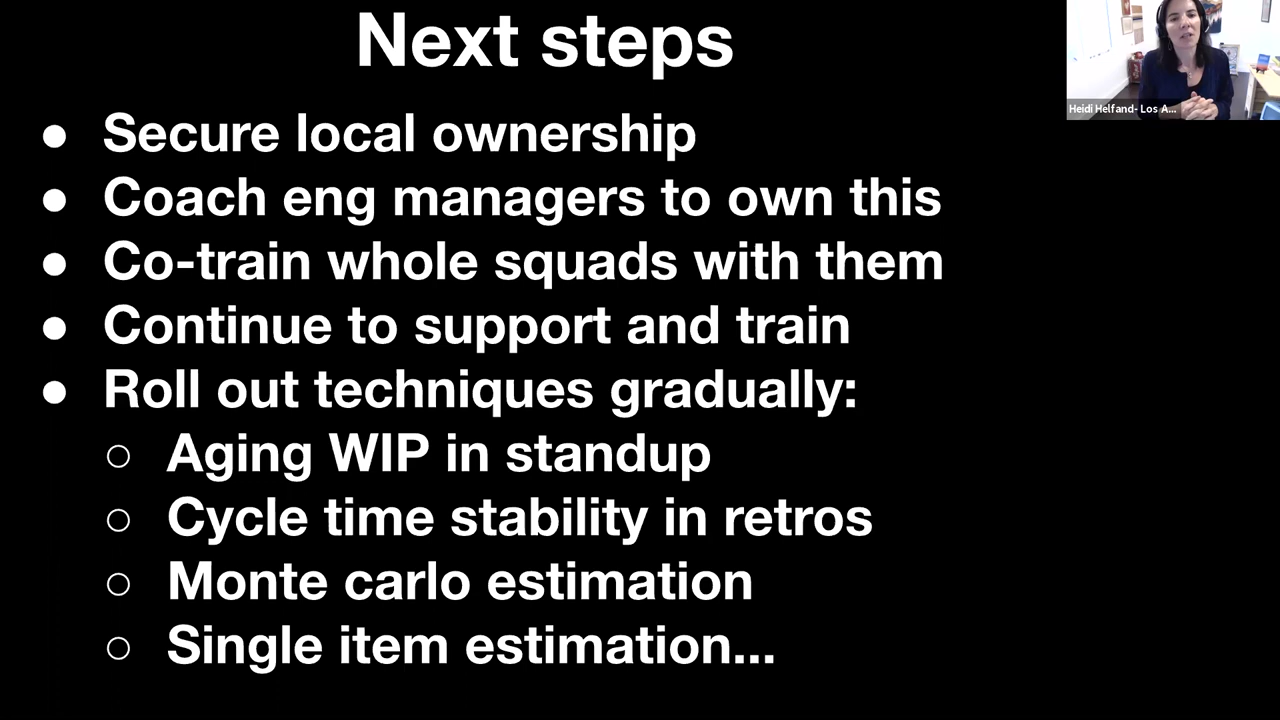 Next steps
Heidi Helfand- Los A...
● Secure local ownership
● Coach eng managers to own this
● Co-train whole squads with them
● Continue to support and train
● Roll out techniques gradually:
○ Aging WIP in standup
○ Cycle time stability in retros
○ Monte carlo estimation
○ Single item estimation...